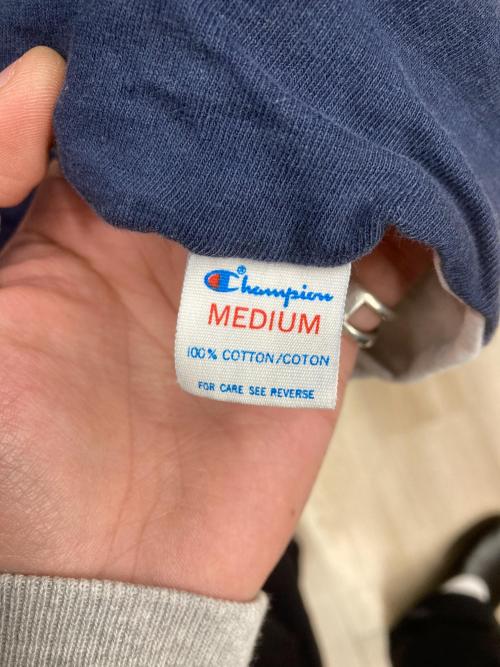 Champion®
MEDIUM
100% COTTON/COTON
FOR CARE SEE REVERSE